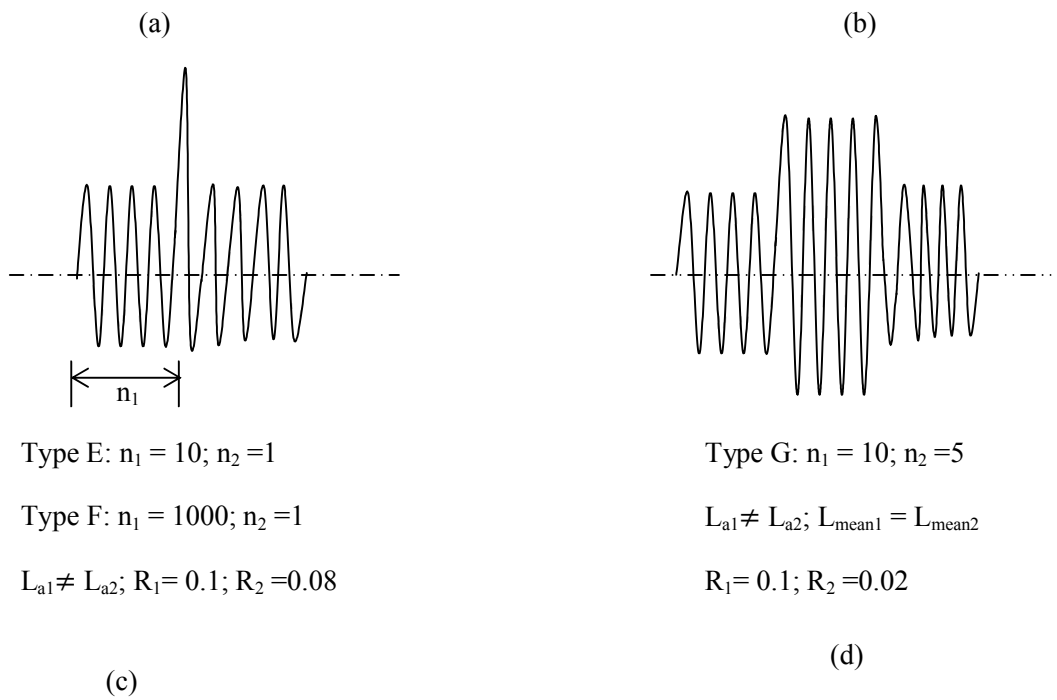 (a)
(b)
n₁
Type E: n₁ = 10; n₂ =1
Type F: n₁ = 1000; n₂ =1
Lₐ₁≠ Lₐ₂; R₁= 0.1; R₂ =0.08
(c)
Type G: n₁ = 10; n₂ =5
Lₐ₁≠ Lₐ₂; Lmean1 = Lmean2
R₁= 0.1; R₂ =0.02
(d)